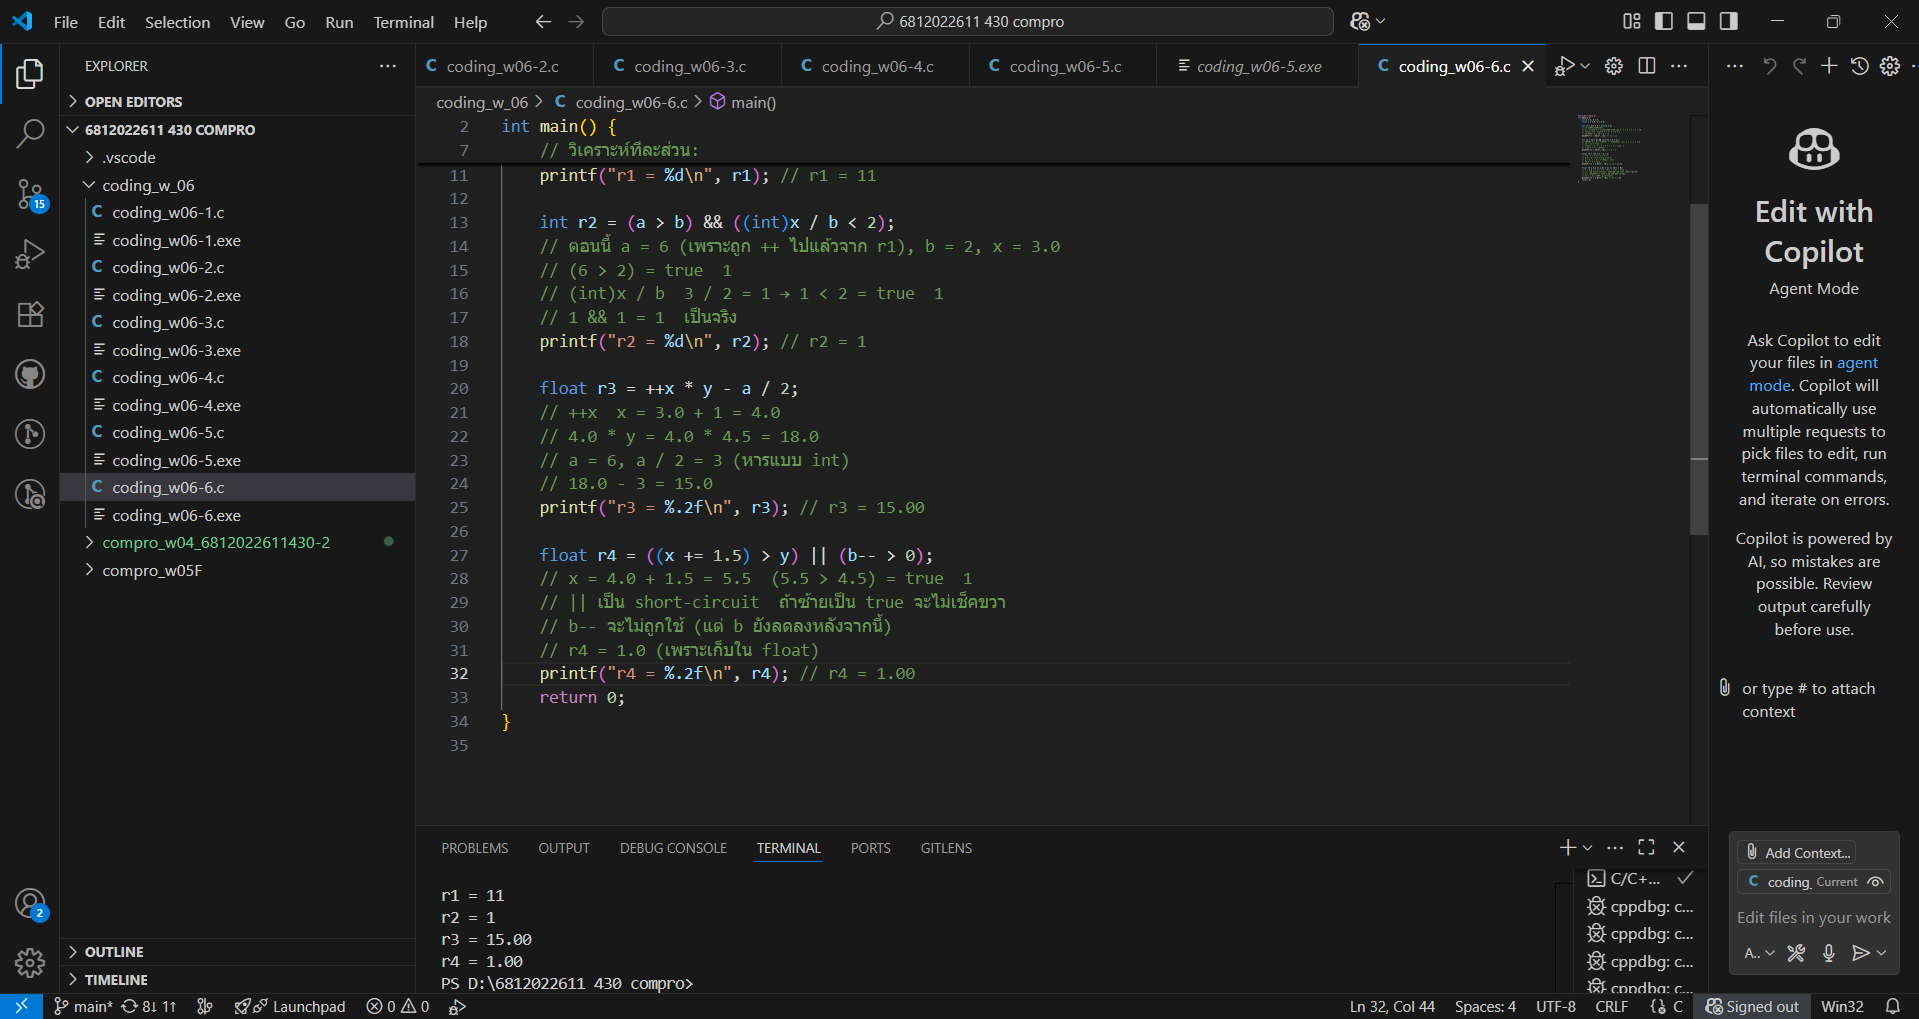 File Edit Selection View Go Run Terminal Help
6812022611 430 compro
EXPLORER
OPEN EDITORS
6812022611 430 COMPRO
.vscode
coding_w_06
C coding_w06-1.c
coding_w06-1.exe
C coding_w06-2.c
coding_w06-2.exe
C coding_w06-3.c
coding_w06-3.exe
C coding_w06-4.c
coding_w06-4.exe
C coding_w06-5.c
coding_w06-5.exe
C coding_w06-6.c
coding_w06-6.exe
compro_w04_6812022611430-2
compro_w05F
OUTLINE
TIMELINE
15
2
C coding_w06-2.c C coding_w06-3.c C coding_w06-4.c C coding_w06-5.c coding_w06-5.exe C coding_w06-6.c
coding_w_06 > C coding_w06-6.c > main()
2 int main() {
7 // วิเคราะห์ทีละส่วน:
11 printf("r1 = %d\n", r1); // r1 = 11
12
13 int r2 = (a > b) && ((int)x / b < 2);
14 // ตอนนี้ a = 6 (เพราะถูก ++ ไปแล้วจาก r1), b = 2, x = 3.0
15 // (6 > 2) = true  1
16 // (int)x / b  3 / 2 = 1 → 1 < 2 = true  1
17 // 1 && 1 = 1  เป็นจริง
18 printf("r2 = %d\n", r2); // r2 = 1
19
20 float r3 = ++x * y - a / 2;
21 // ++x  x = 3.0 + 1 = 4.0
22 // 4.0 * y = 4.0 * 4.5 = 18.0
23 // a = 6, a / 2 = 3 (หารแบบ int)
24 // 18.0 - 3 = 15.0
25 printf("r3 = %.2f\n", r3); // r3 = 15.00
26
27 float r4 = ((x += 1.5) > y) || (b-- > 0);
28 // x = 4.0 + 1.5 = 5.5  (5.5 > 4.5) = true  1
29 // || เป็น short-circuit  ถ้าซ้ายเป็น true จะไม่เช็คขวา
30 // b-- จะไม่ถูกใช้ (แต่ b ยังลดลงหลังจากนี้)
31 // r4 = 1.0 (เพราะเก็บใน float)
32 printf("r4 = %.2f\n", r4); // r4 = 1.00
33 return 0;
34 }
35
PROBLEMS OUTPUT DEBUG CONSOLE TERMINAL PORTS GITLENS
r1 = 11
r2 = 1
r3 = 15.00
r4 = 1.00
PS D:\6812022611 430 compro>
C/C+...
cppdbg: c...
cppdbg: c...
cppdbg: c...
cppdbg: c...
Edit with
Copilot
Agent Mode
Ask Copilot to edit
your files in agent
mode. Copilot will
automatically use
multiple requests to
pick files to edit, run
terminal commands,
and iterate on errors.
Copilot is powered by
AI, so mistakes are
possible. Review
output carefully
before use.
or type # to attach
context
Add Context...
C coding_ Current
Edit files in your work
A..
main* 8↓ 1↑ Launchpad 0 0 Ln 32, Col 44 Spaces: 4 UTF-8 CRLF C Signed out Win32